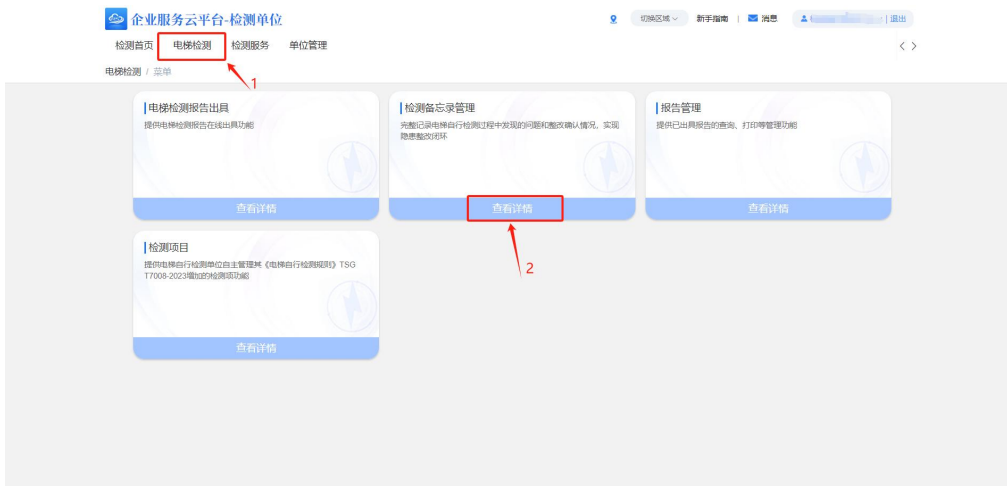 企业服务云平台-检测单位
切换区域 新手指南 | 消息 | 退出
检测首页 电梯检测 检测服务 单位管理
电梯检测 / 菜单
1
电梯检测报告出具
提供电梯检测报告在线出具功能
查看详情
检测备忘录管理
完整记录电梯自行检测过程中发现的问题和整改确认情况，实现
隐患整改闭环
查看详情
2
报告管理
提供已出具报告的查询、打印等管理功能
查看详情
检测项目
提供电梯自行检测单位自主管理其《电梯自行检测规则》TSG
T7008-2023增加的检测项功能
查看详情